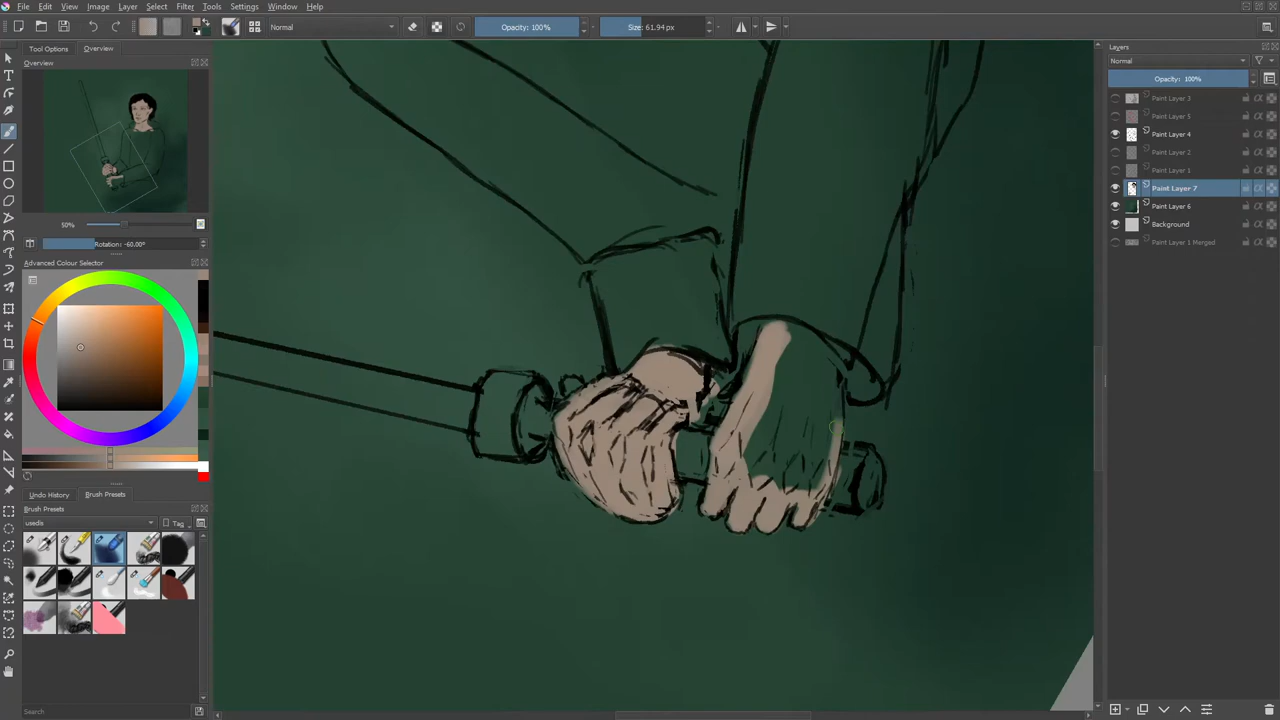 File Edit View Image Layer Select Filter Tools Settings Window Help
Normal Opacity: 100% Size: 61.94 px
Tool Options Overview
Overview
50%
Rotation: -60.00°
Advanced Colour Selector
Undo History Brush Presets
Brush Presets
usedis Tag
Search
Layers
Normal
Opacity: 100%
Paint Layer 3
Paint Layer 5
Paint Layer 4
Paint Layer 2
Paint Layer 1
Paint Layer 7
Paint Layer 6
Background
Paint Layer 1 Merged